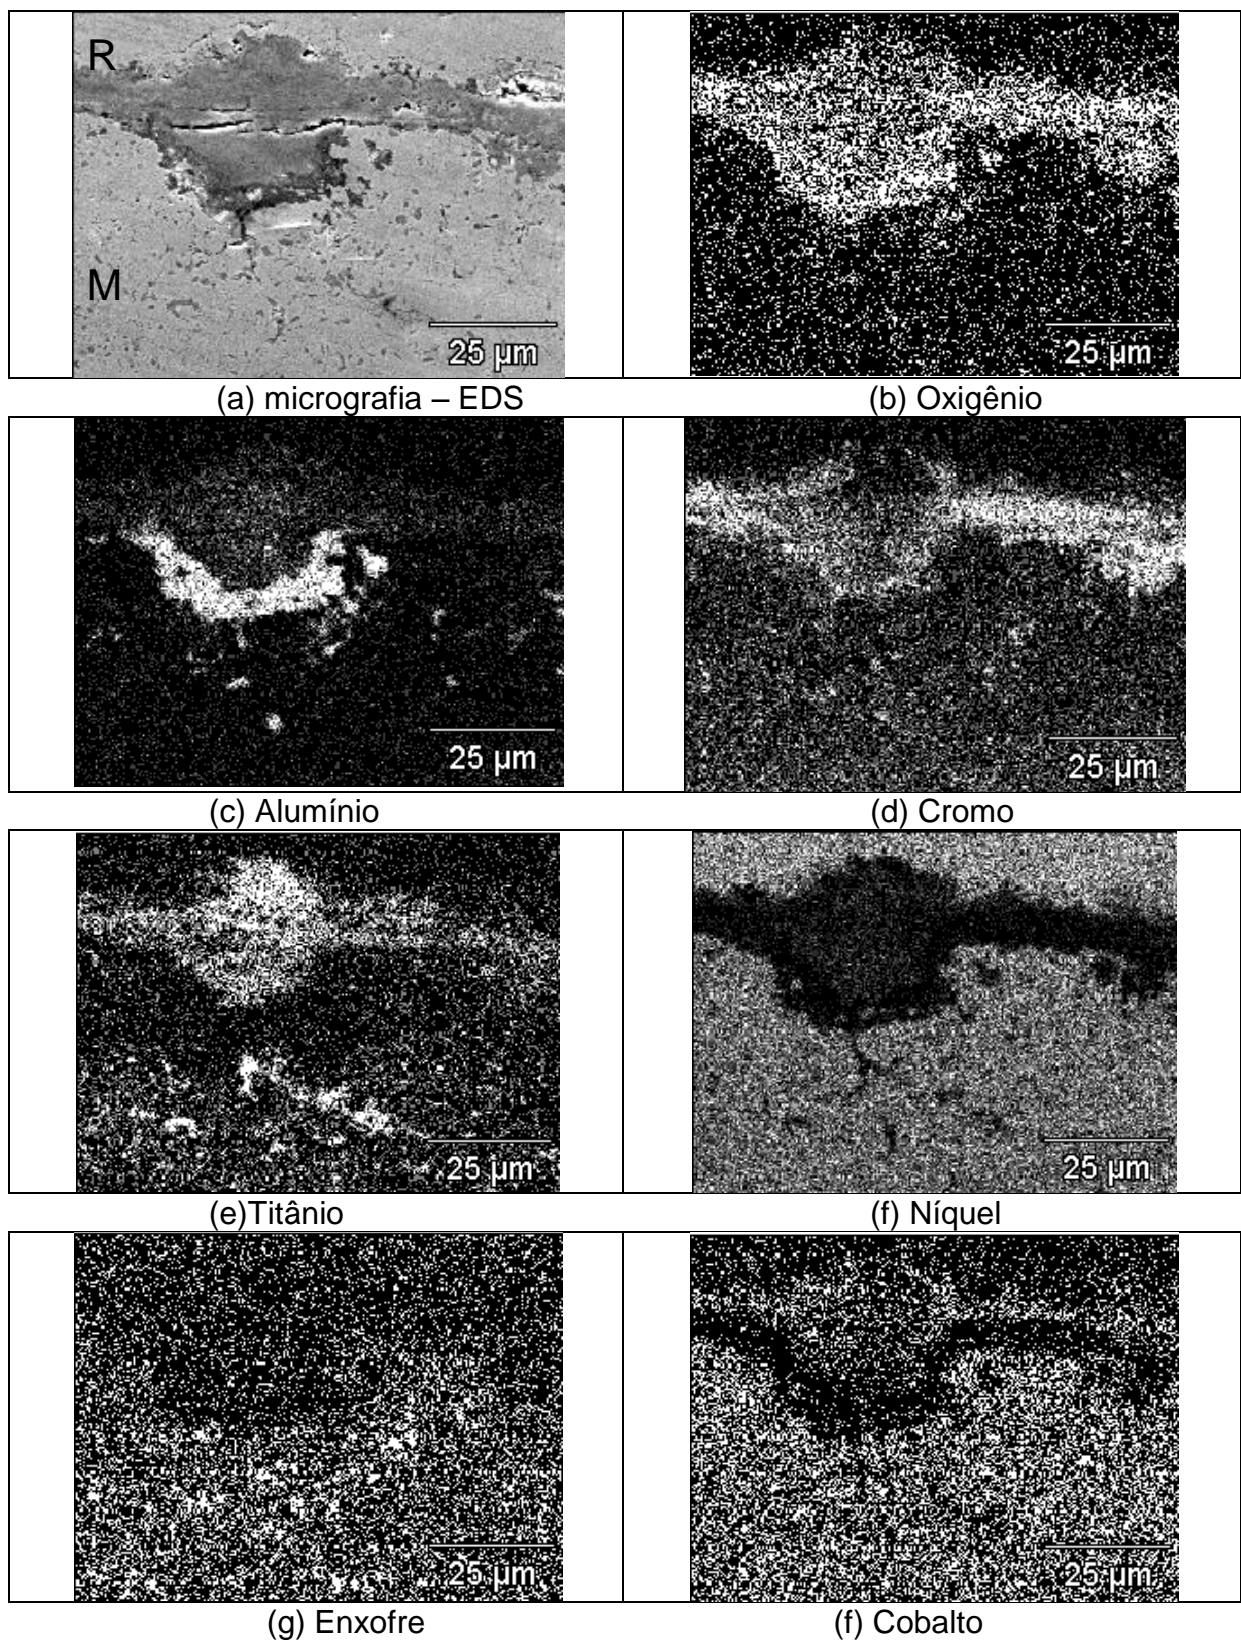 R
M
25 µm
25 µm
(a) micrografia – EDS
(b) Oxigênio
25 µm
25 µm
(c) Alumínio
(d) Cromo
25 µm
25 µm
(e)Titânio
(f) Níquel
25 µm
25 µm
(g) Enxofre
(f) Cobalto